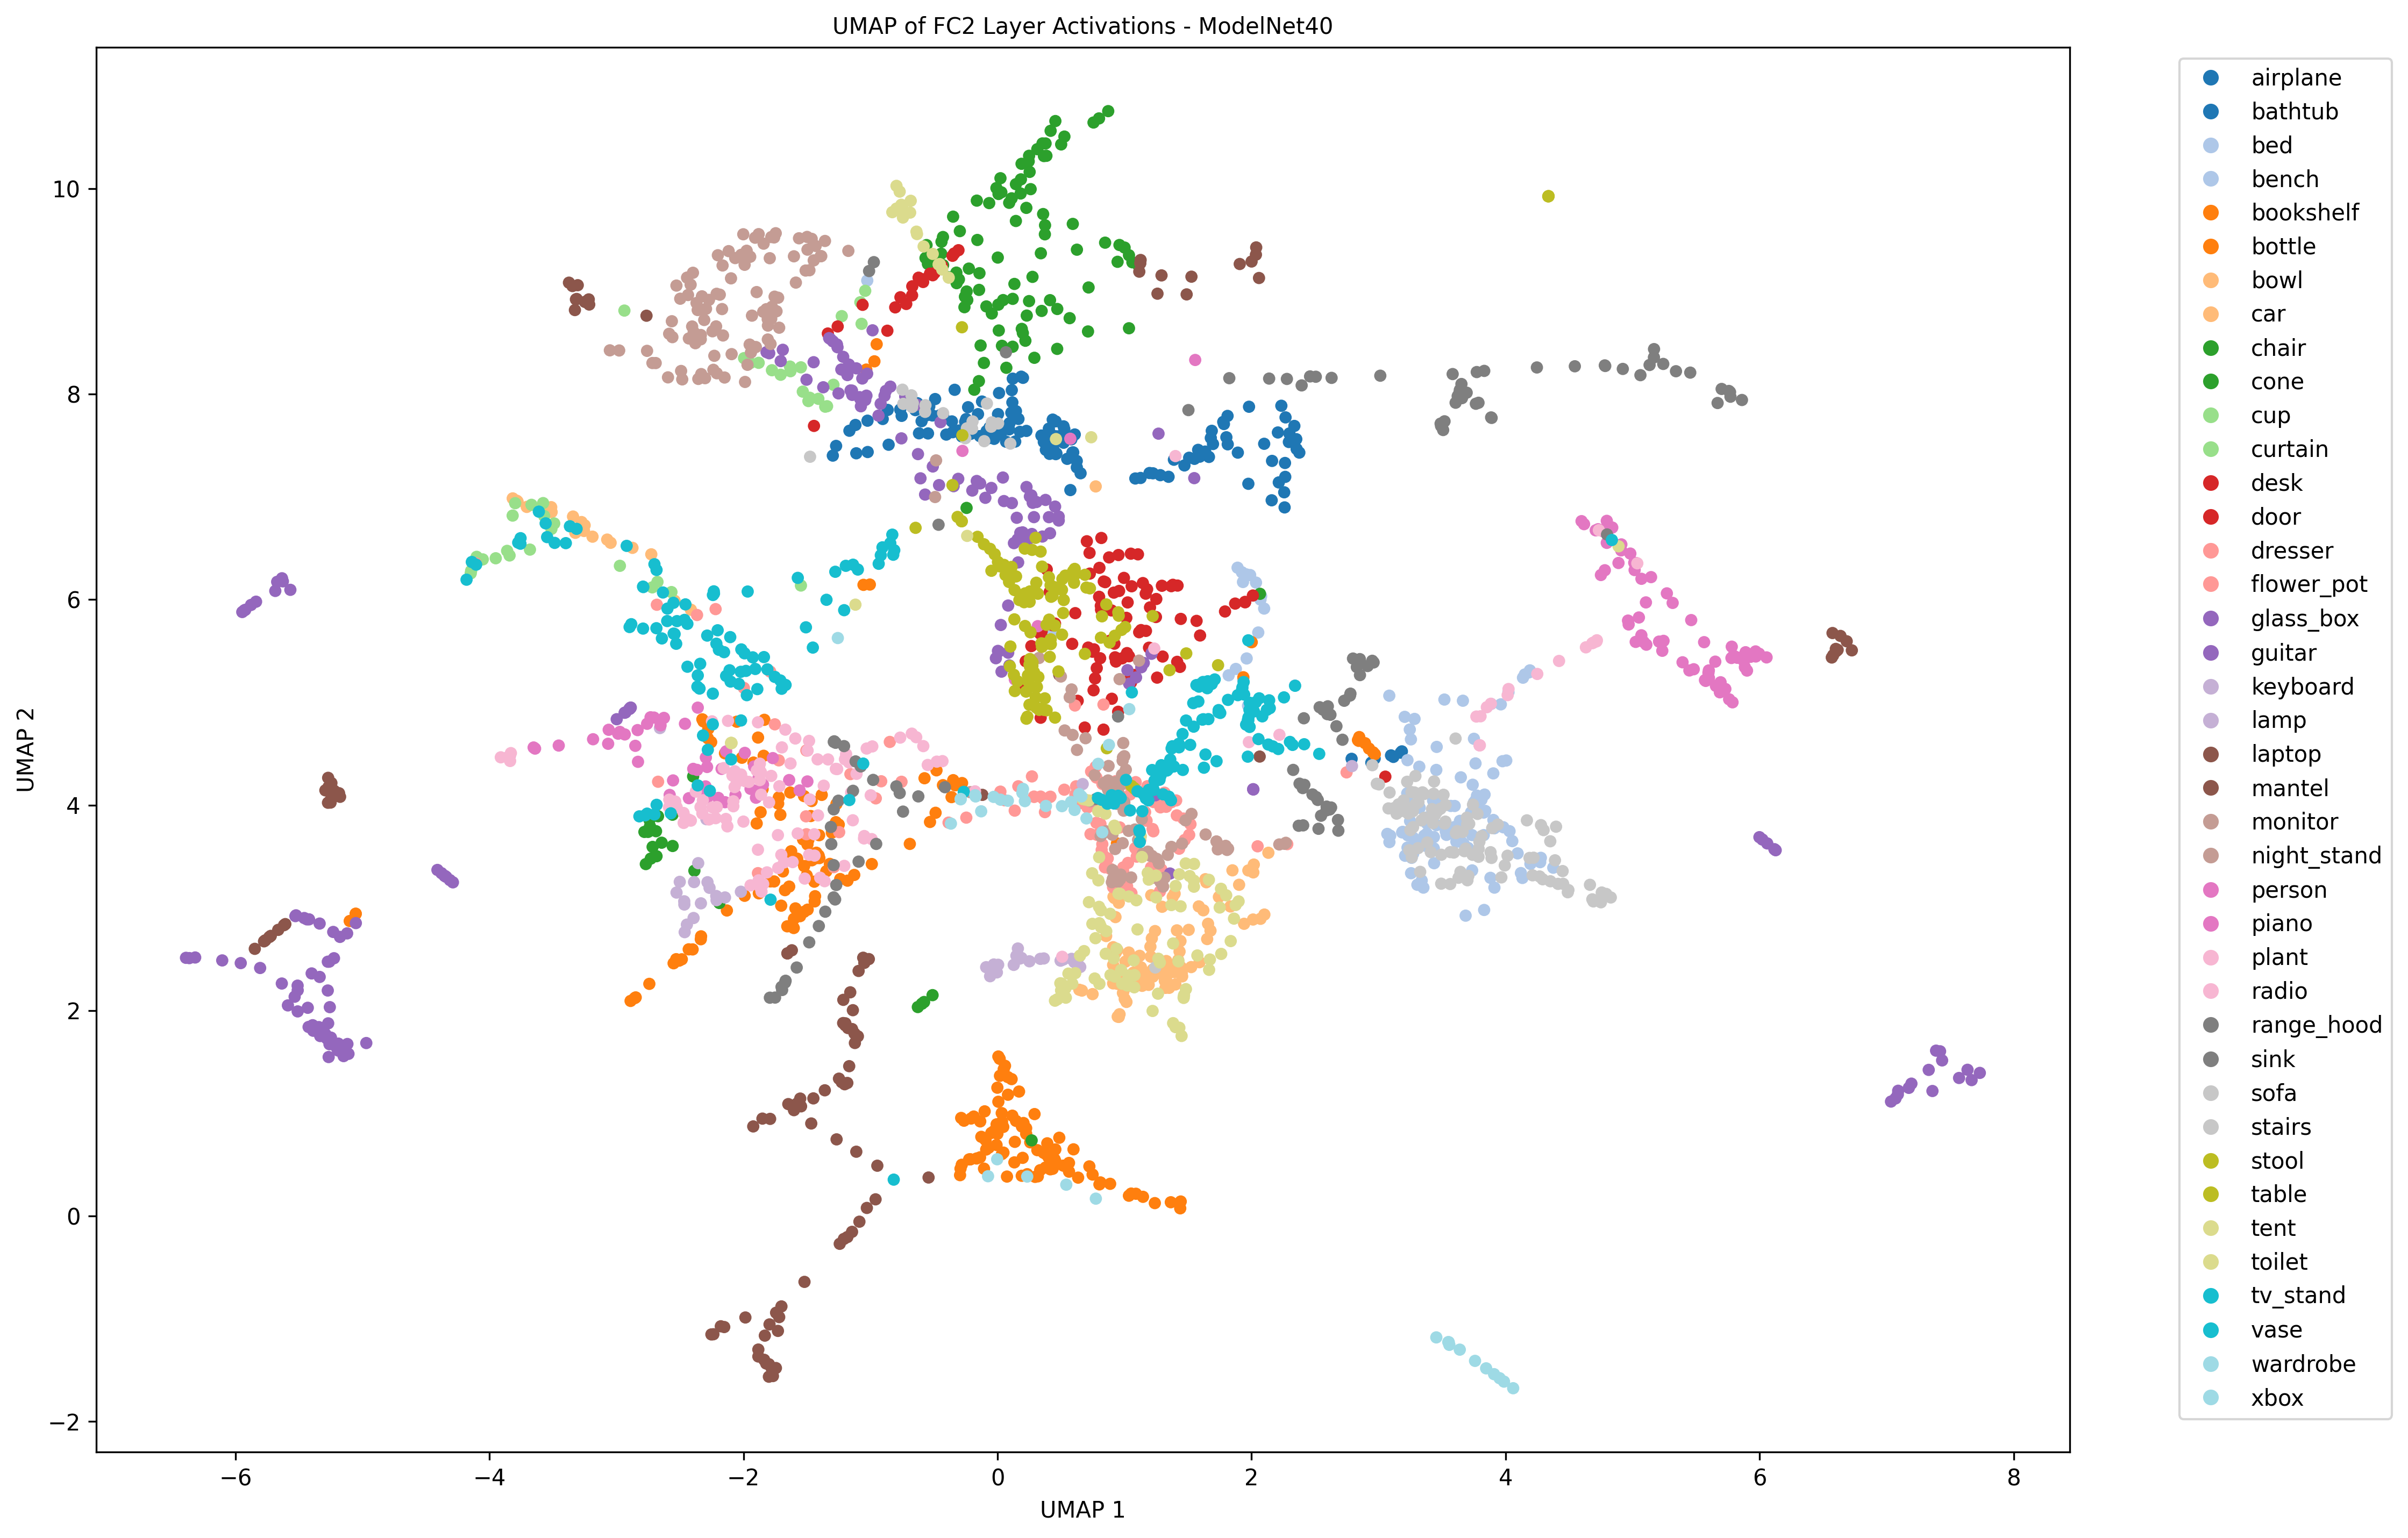 UMAP of FC2 Layer Activations - ModelNet40
10
8
6
4
2
0
−2
UMAP 2
−6
−4
−2
0
2
4
6
8
UMAP 1
airplane
bathtub
bed
bench
bookshelf
bottle
bowl
car
chair
cone
cup
curtain
desk
door
dresser
flower_pot
glass_box
guitar
keyboard
lamp
laptop
mantel
monitor
night_stand
person
piano
plant
radio
range_hood
sink
sofa
stairs
stool
table
tent
toilet
tv_stand
vase
wardrobe
xbox